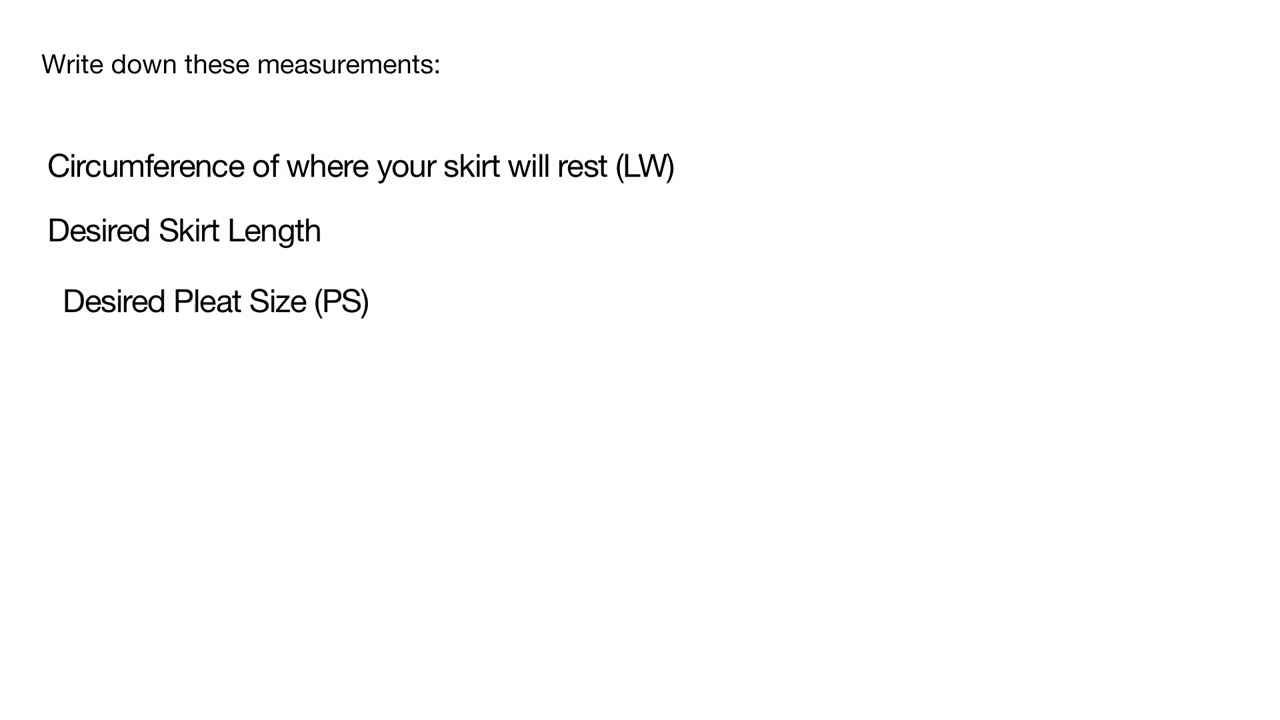 Write down these measurements:
Circumference of where your skirt will rest (LW)
Desired Skirt Length
Desired Pleat Size (PS)